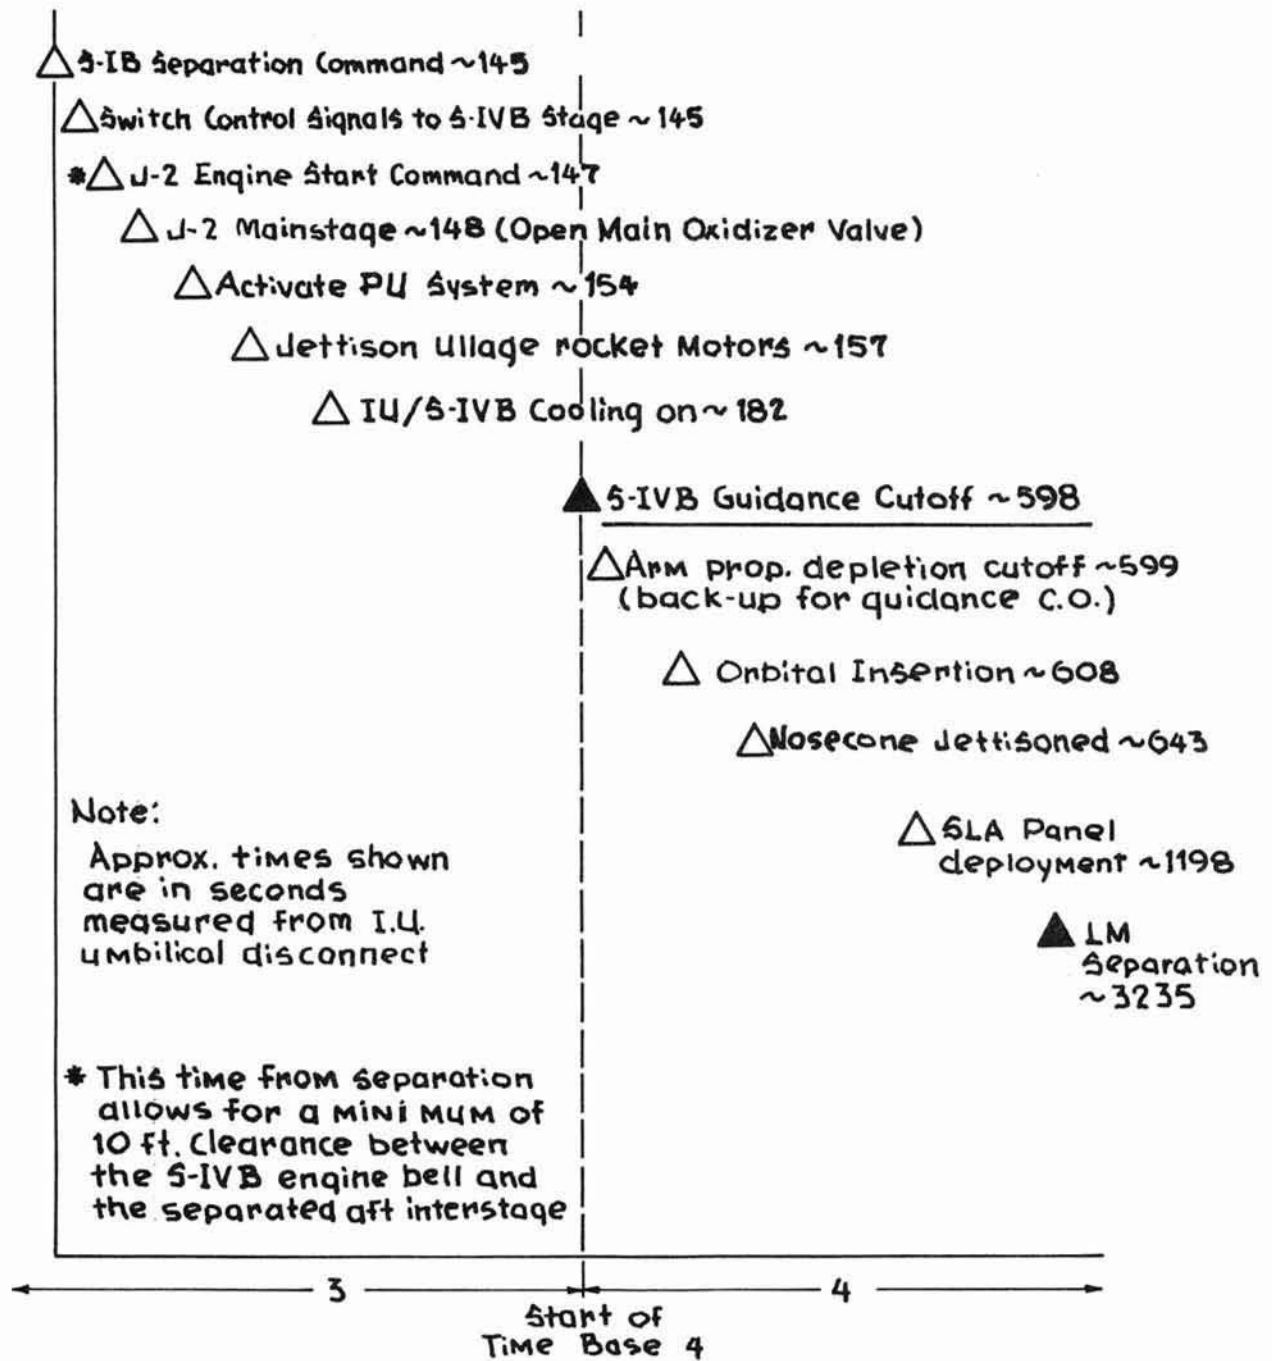 S-IB Separation Command ~145
Switch Control Signals to S-IVB Stage ~145
* J-2 Engine Start Command ~147
J-2 Mainstage ~148 (Open Main Oxidizer Valve)
Activate PU System ~154
Jettison Ullage rocket Motors ~157
IU/S-IVB Cooling on ~182
S-IVB Guidance Cutoff ~598
Arm prop. depletion cutoff ~599
(back-up for guidance C.O.)
Orbital Insertion ~608
Nosecone Jettisoned ~643
SLA Panel
deployment ~1198
LM
Separation
~3235
Note:
Approx. times shown
are in seconds
measured from I.U.
umbilical disconnect
* This time from separation
allows for a minimum of
10 ft. Clearance between
the S-IVB engine bell and
the separated aft interstage
3
4
Start of
Time Base 4